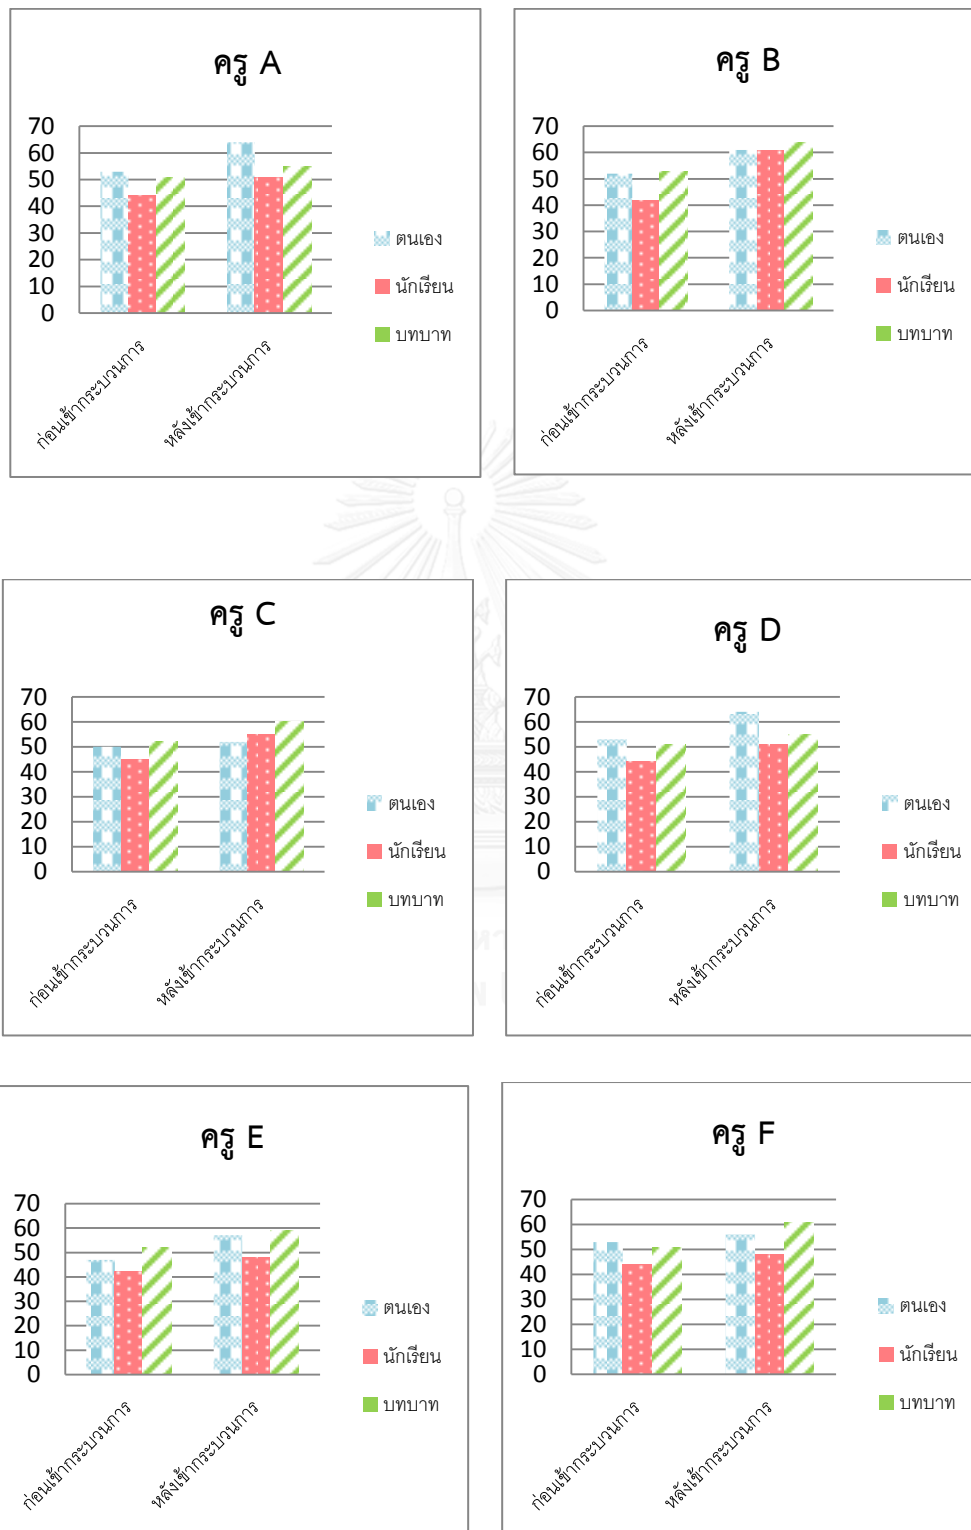 ครู A
70
60
50
40
30
20
10
0
ก่อนเข้ากระบวนการ
หลังเข้ากระบวนการ
ตนเอง
นักเรียน
บทบาท
ครู B
70
60
50
40
30
20
10
0
ก่อนเข้ากระบวนการ
หลังเข้ากระบวนการ
ตนเอง
นักเรียน
บทบาท
ครู C
70
60
50
40
30
20
10
0
ก่อนเข้ากระบวนการ
หลังเข้ากระบวนการ
ตนเอง
นักเรียน
บทบาท
ครู D
70
60
50
40
30
20
10
0
ก่อนเข้ากระบวนการ
หลังเข้ากระบวนการ
ตนเอง
นักเรียน
บทบาท
ครู E
70
60
50
40
30
20
10
0
ก่อนเข้ากระบวนการ
หลังเข้ากระบวนการ
ตนเอง
นักเรียน
บทบาท
ครู F
70
60
50
40
30
20
10
0
ก่อนเข้ากระบวนการ
หลังเข้ากระบวนการ
ตนเอง
นักเรียน
บทบาท